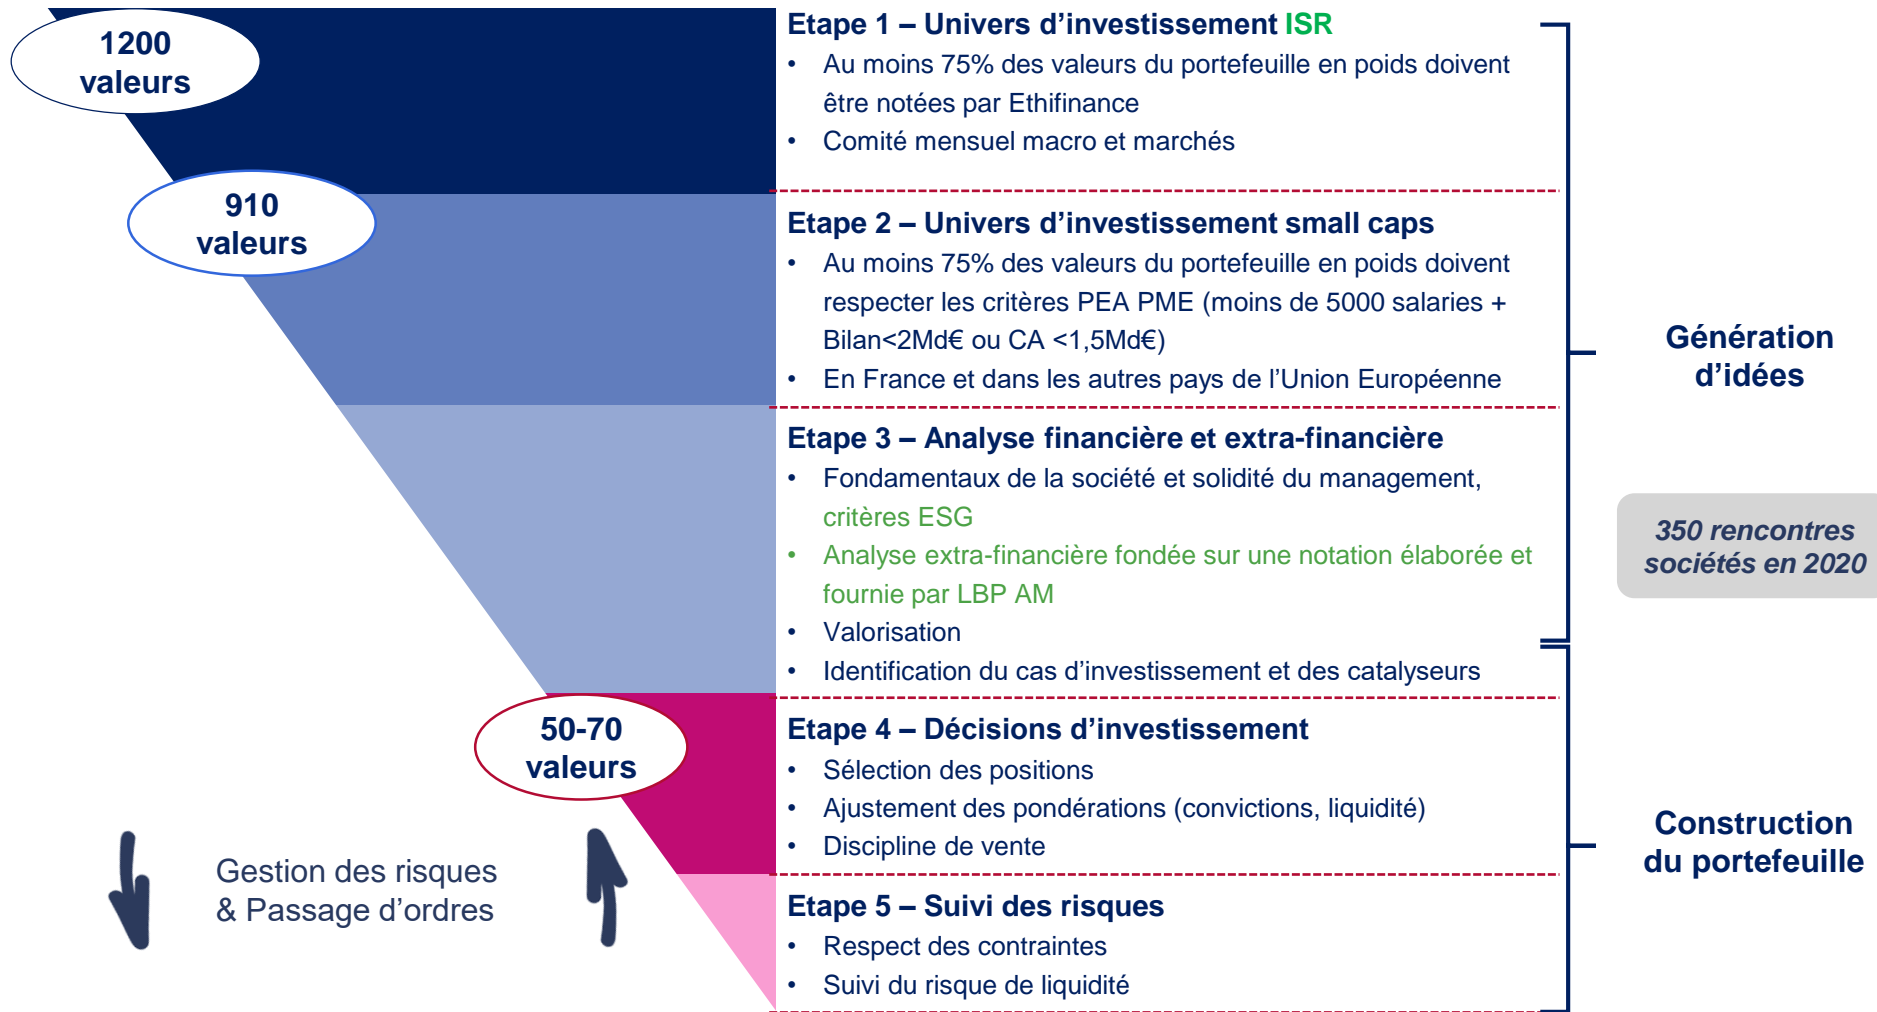 1200
valeurs
Etape 1 – Univers d’investissement ISR
• Au moins 75% des valeurs du portefeuille en poids doivent
être notées par Ethifinance
• Comité mensuel macro et marchés
910
valeurs
Etape 2 – Univers d’investissement small caps
• Au moins 75% des valeurs du portefeuille en poids doivent
respecter les critères PEA PME (moins de 5000 salaries +
Bilan<2Md€ ou CA <1,5Md€)
• En France et dans les autres pays de l’Union Européenne
Génération
d’idées
Etape 3 – Analyse financière et extra-financière
• Fondamentaux de la société et solidité du management,
critères ESG
• Analyse extra-financière fondée sur une notation élaborée et
fournie par LBP AM
• Valorisation
• Identification du cas d’investissement et des catalyseurs
350 rencontres
sociétés en 2020
50-70
valeurs
Etape 4 – Décisions d’investissement
• Sélection des positions
• Ajustement des pondérations (convictions, liquidité)
• Discipline de vente
Construction
du portefeuille
Gestion des risques
& Passage d’ordres
Etape 5 – Suivi des risques
• Respect des contraintes
• Suivi du risque de liquidité